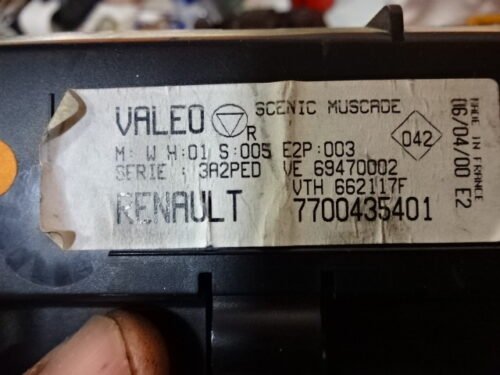 VALEO R SCENIC MUSCADE
M: W H:01 S:005 E2P:003
SERIE : 3A2PED VE 69470002
VTH 662117F
RENAULT 7700435401
042
MADE IN FRANCE
06/04/00 E2